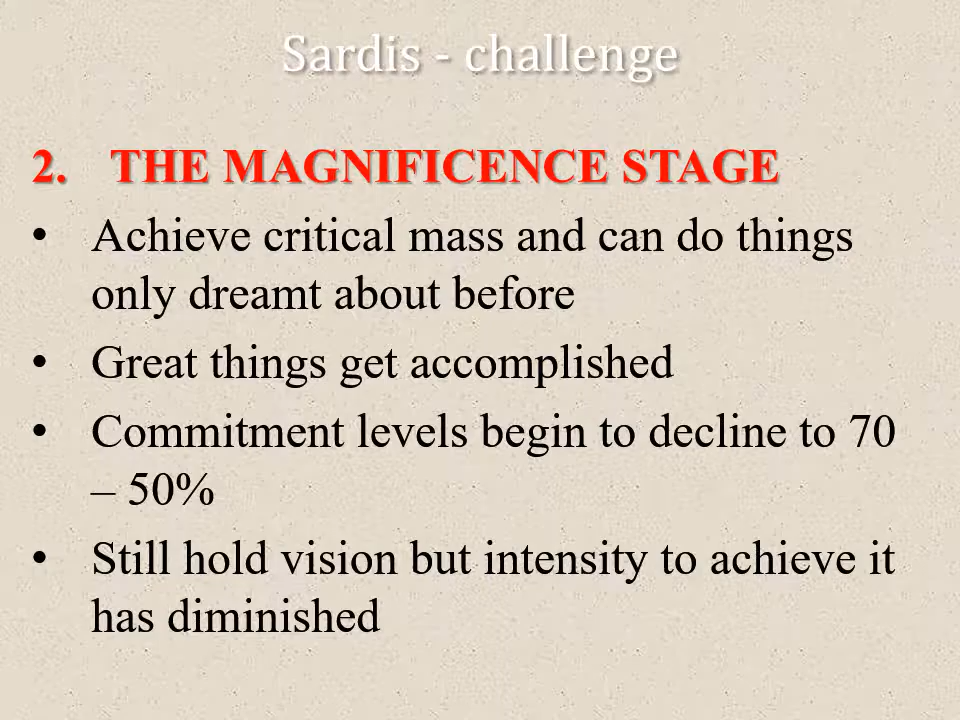 Sardis - challenge
2. THE MAGNIFICENCE STAGE
• Achieve critical mass and can do things
only dreamt about before
• Great things get accomplished
• Commitment levels begin to decline to 70
– 50%
• Still hold vision but intensity to achieve it
has diminished